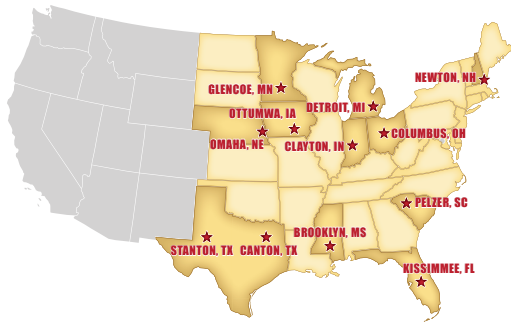 NEWTON, NH
GLENCOE, MN
DETROIT, MI
OTTUMWA, IA
COLUMBUS, OH
OMAHA, NE
CLAYTON, IN
PELZER, SC
BROOKLYN, MS
STANTON, TX
CANTON, TX
KISSIMMEE, FL